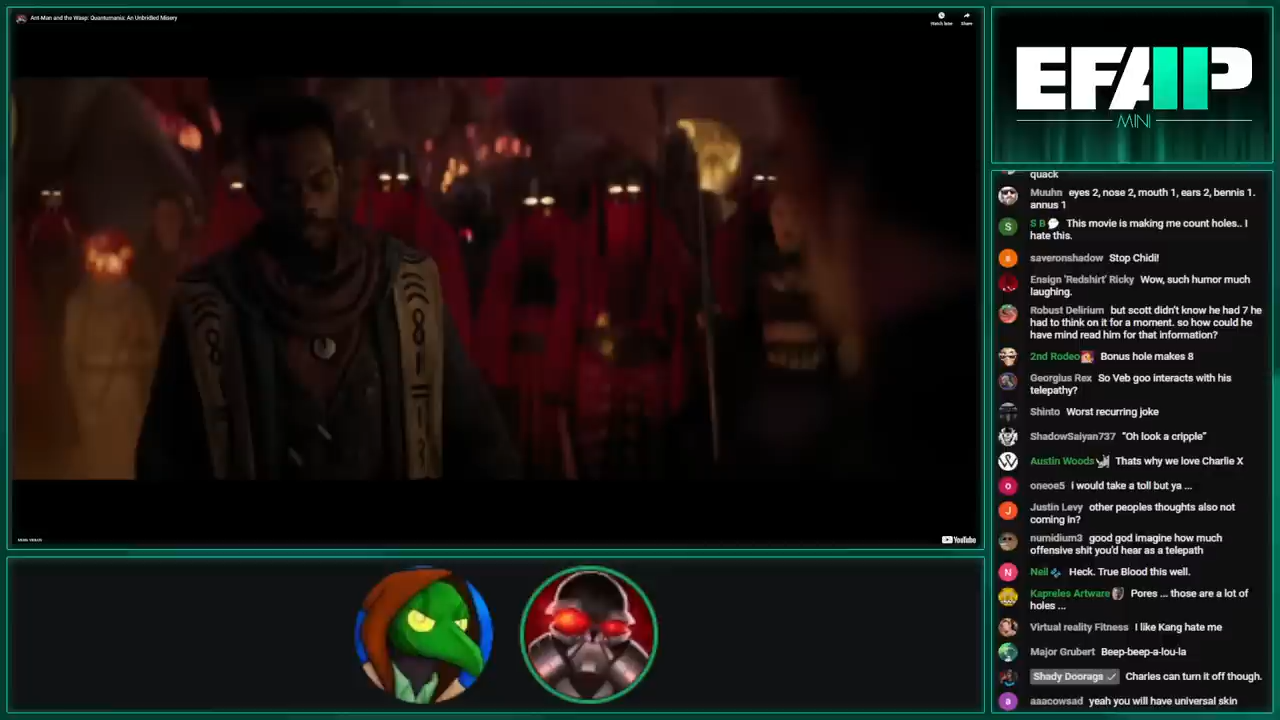 Ant-Man and the Wasp: Quantumania: An Unbridled Misery
Watch later
Share
MORE VIDEOS
YouTube
EFAP
MINI
quack
Muuhn eyes 2, nose 2, mouth 1, ears 2, bennis 1.
annus 1
S B This movie is making me count holes.. I
hate this.
saveronshadow Stop Chidi!
Ensign 'Redshirt' Ricky Wow, such humor much
laughing.
Robust Delirium but scott didn't know he had 7 he
had to think on it for a moment. so how could he
have mind read him for that information?
2nd Rodeo Bonus hole makes 8
Georgius Rex So Veb goo interacts with his
telepathy?
Shinto Worst recurring joke
ShadowSaiyan737 "Oh look a cripple"
Austin Woods Thats why we love Charlie X
oneoe5 i would take a toll but ya ...
Justin Levy other peoples thoughts also not
coming in?
numidium3 good god imagine how much
offensive shit you'd hear as a telepath
Neil Heck. True Blood this well.
Kapreles Artware Pores ... those are a lot of
holes ...
Virtual reality Fitness I like Kang hate me
Major Grubert Beep-beep-a-lou-la
Shady Doorags Charles can turn it off though.
aaacowsad yeah you will have universal skin